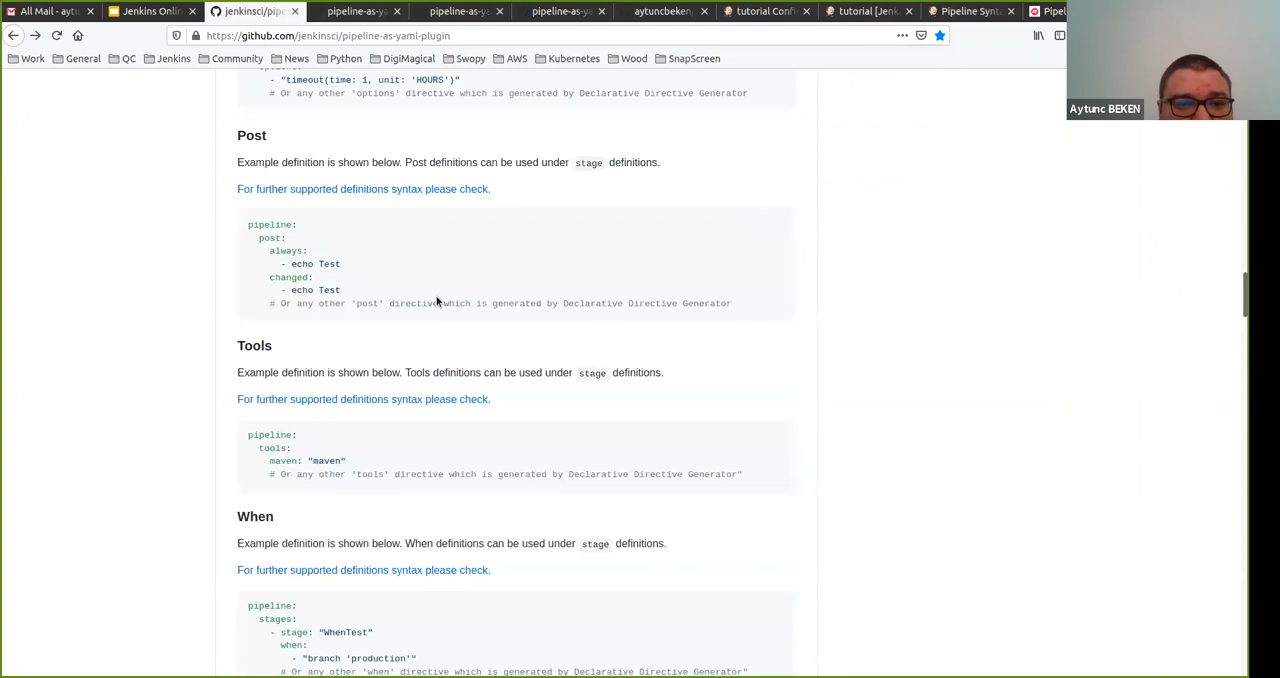 All Mail - aytu
Jenkins Onlin
jenkinsci/pipe
pipeline-as-ya
pipeline-as-ya
pipeline-as-ya
aytuncbeken,
tutorial Confi
tutorial [Jenk
Pipeline Synta
Pipel
https://github.com/jenkinsci/pipeline-as-yaml-plugin
Work
General
QC
Jenkins
Community
News
Python
DigiMagical
Swopy
AWS
Kubernetes
Wood
SnapScreen
Aytunc BEKEN
- "timeout(time: 1, unit: 'HOURS')"
# Or any other 'options' directive which is generated by Declarative Directive Generator
Post
Example definition is shown below. Post definitions can be used under stage definitions.
For further supported definitions syntax please check.
pipeline:
post:
always:
- echo Test
changed:
- echo Test
# Or any other 'post' directive which is generated by Declarative Directive Generator
Tools
Example definition is shown below. Tools definitions can be used under stage definitions.
For further supported definitions syntax please check.
pipeline:
tools:
maven: "maven"
# Or any other 'tools' directive which is generated by Declarative Directive Generator"
When
Example definition is shown below. When definitions can be used under stage definitions.
For further supported definitions syntax please check.
pipeline:
stages:
- stage: "WhenTest"
when:
- "branch 'production'"
# Or any other 'when' directive which is generated by Declarative Directive Generator"